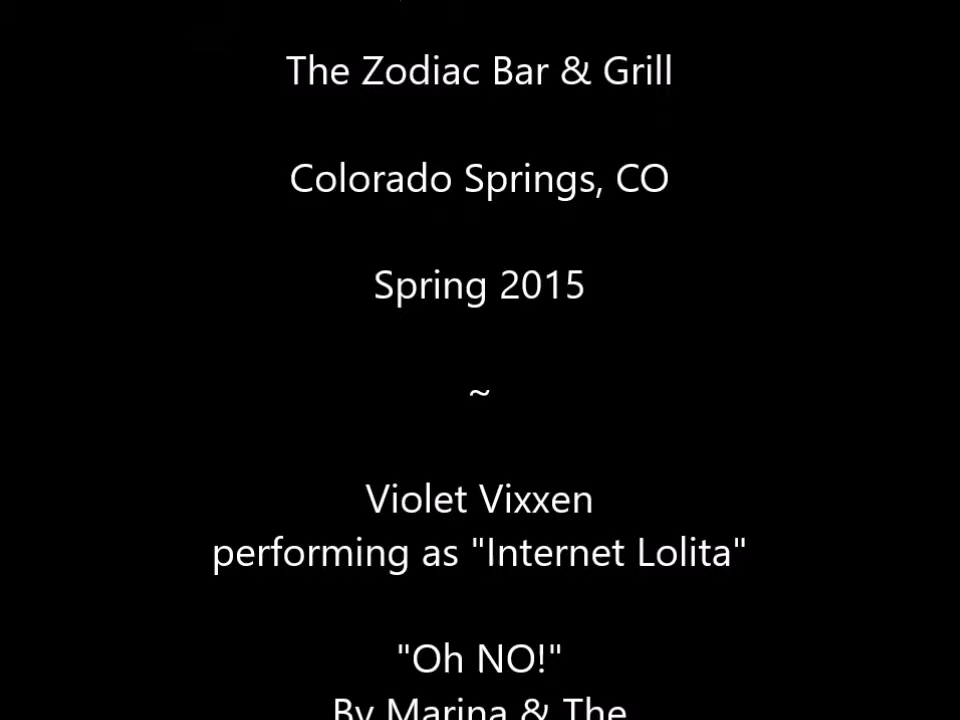 The Zodiac Bar & Grill
Colorado Springs, CO
Spring 2015
~
Violet Vixxen
performing as "Internet Lolita"
"Oh NO!"
By Marina & The